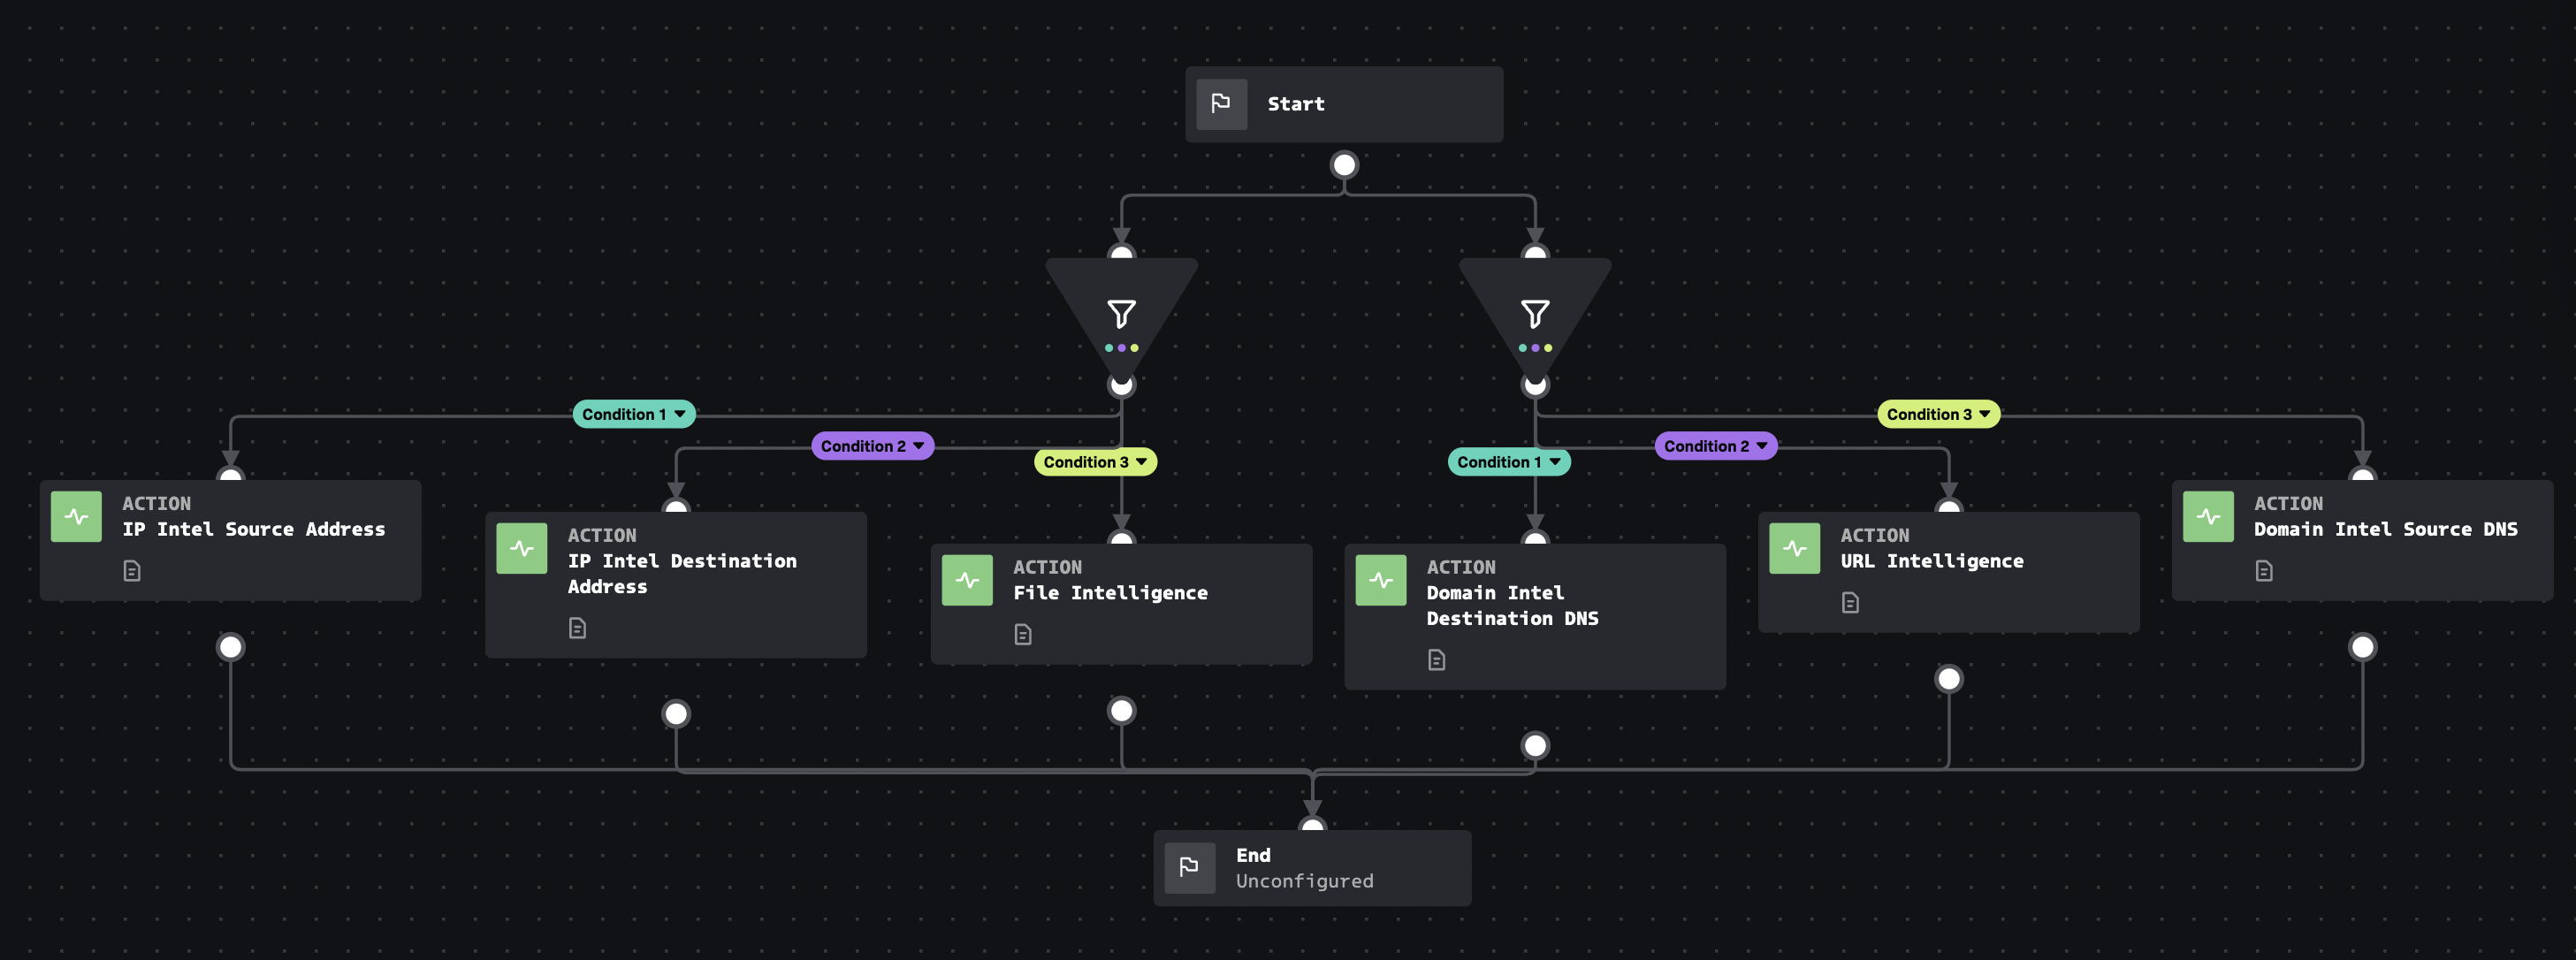 Start
Condition 1
Condition 2
Condition 3
Condition 1
Condition 2
Condition 3
ACTION
IP Intel Source Address
ACTION
IP Intel Destination
Address
ACTION
File Intelligence
ACTION
Domain Intel
Destination DNS
ACTION
URL Intelligence
ACTION
Domain Intel Source DNS
End
Unconfigured